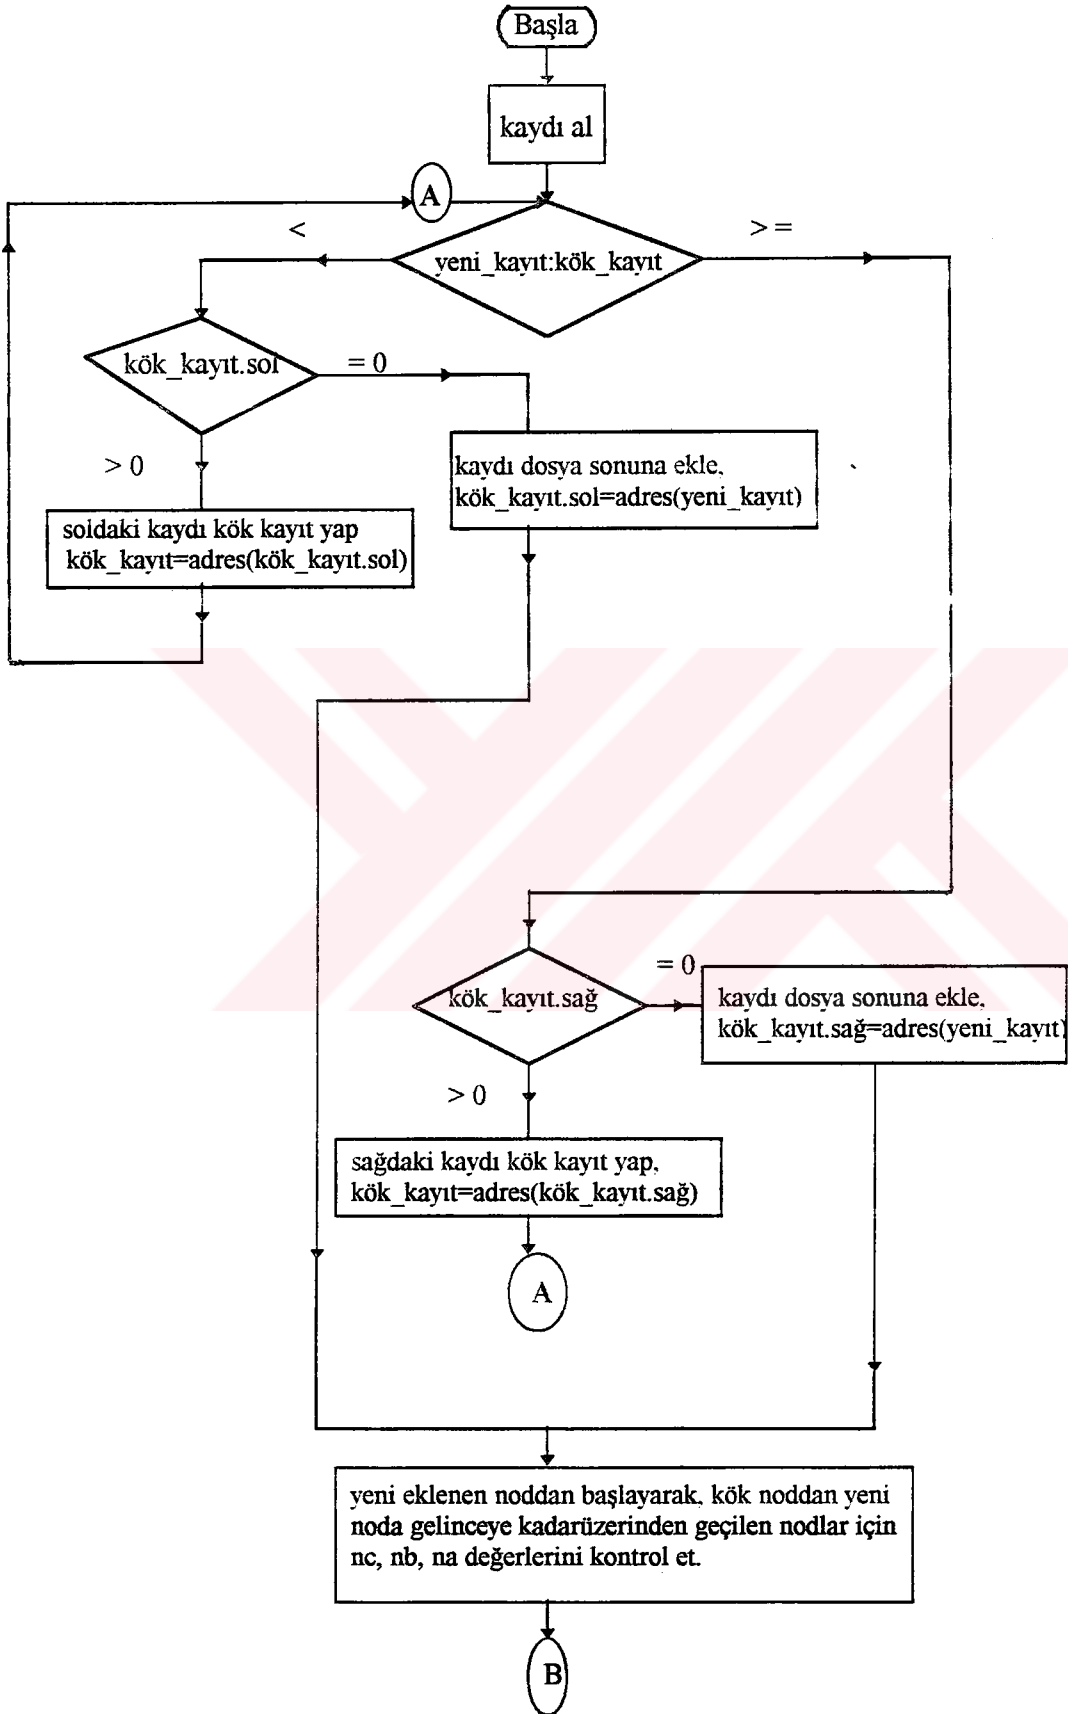 Başla
kaydı al
A
<
> =
yeni_kayıt:kök_kayıt
kök_kayıt.sol
= 0
> 0
kaydı dosya sonuna ekle,
kök_kayıt.sol=adres(yeni_kayıt)
soldaki kaydı kök kayıt yap
kök_kayıt=adres(kök_kayıt.sol)
kök_kayıt.sağ
= 0
kaydı dosya sonuna ekle,
kök_kayıt.sağ=adres(yeni_kayıt)
> 0
sağdaki kaydı kök kayıt yap,
kök_kayıt=adres(kök_kayıt.sağ)
A
yeni eklenen noddan başlayarak, kök noddan yeni
noda gelinceye kadarüzerinden geçilen nodlar için
nc, nb, na değerlerini kontrol et.
B